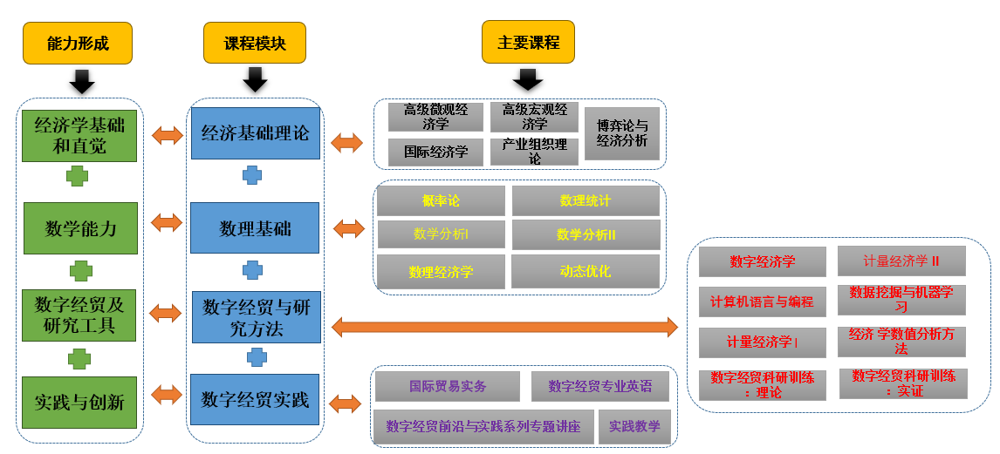 能力形成
课程模块
主要课程
经济学基础
和直觉
经济基础理论
高级微观经
济学
高级宏观经
济学
博弈论与
经济分析
国际经济学
产业组织理
论
数学能力
数理基础
概率论
数理统计
数学分析I
数学分析II
数理经济学
动态优化
数字经贸及
研究工具
数字经贸与研
究方法
数字经济学
计量经济学 II
计算机语言与编程
数据挖掘与机器学
习
计量经济学 I
经济 学数值分析方
法
数字经贸科研训练
：理论
数字经贸科研训练
：实证
实践与创新
数字经贸实践
国际贸易实务
数字经贸专业英语
数字经贸前沿与实践系列专题讲座
实践教学